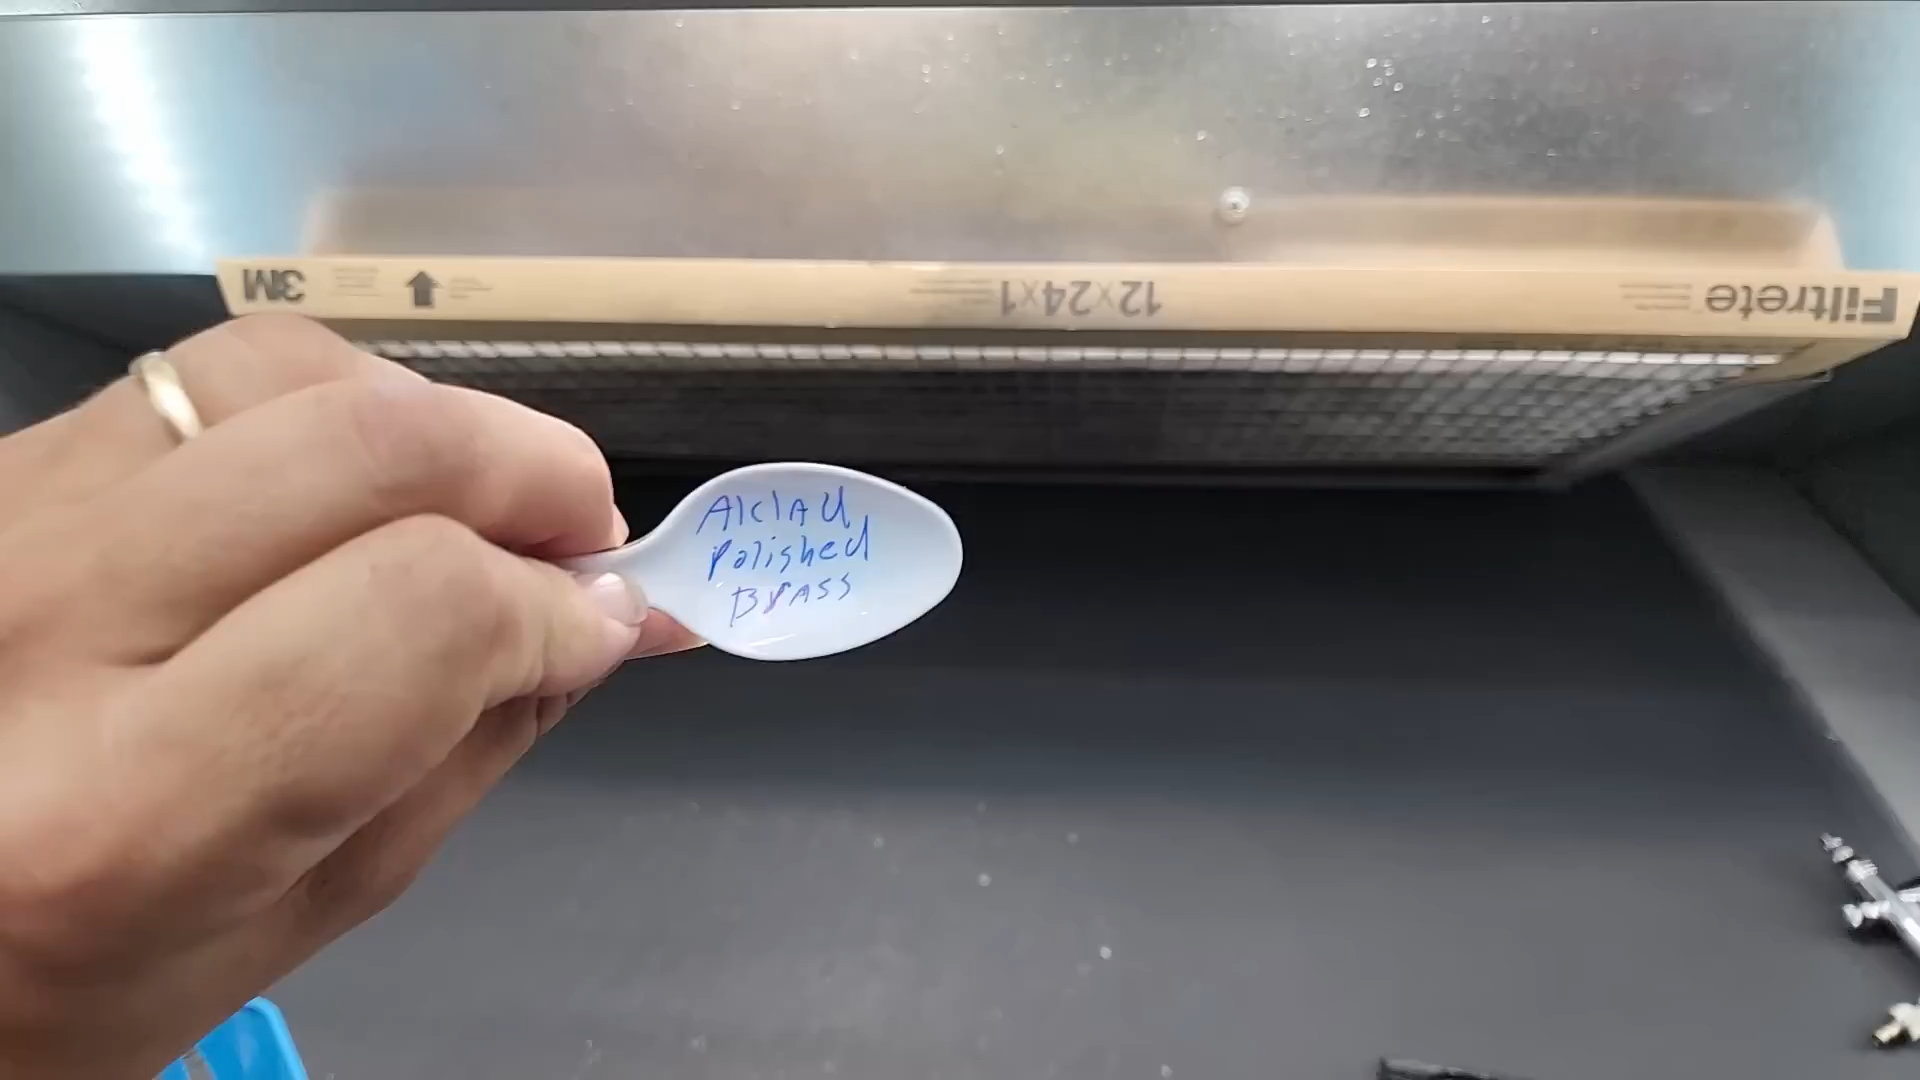 3M
12x24x1
Filtrete
AlclAd
Polished
BrASS